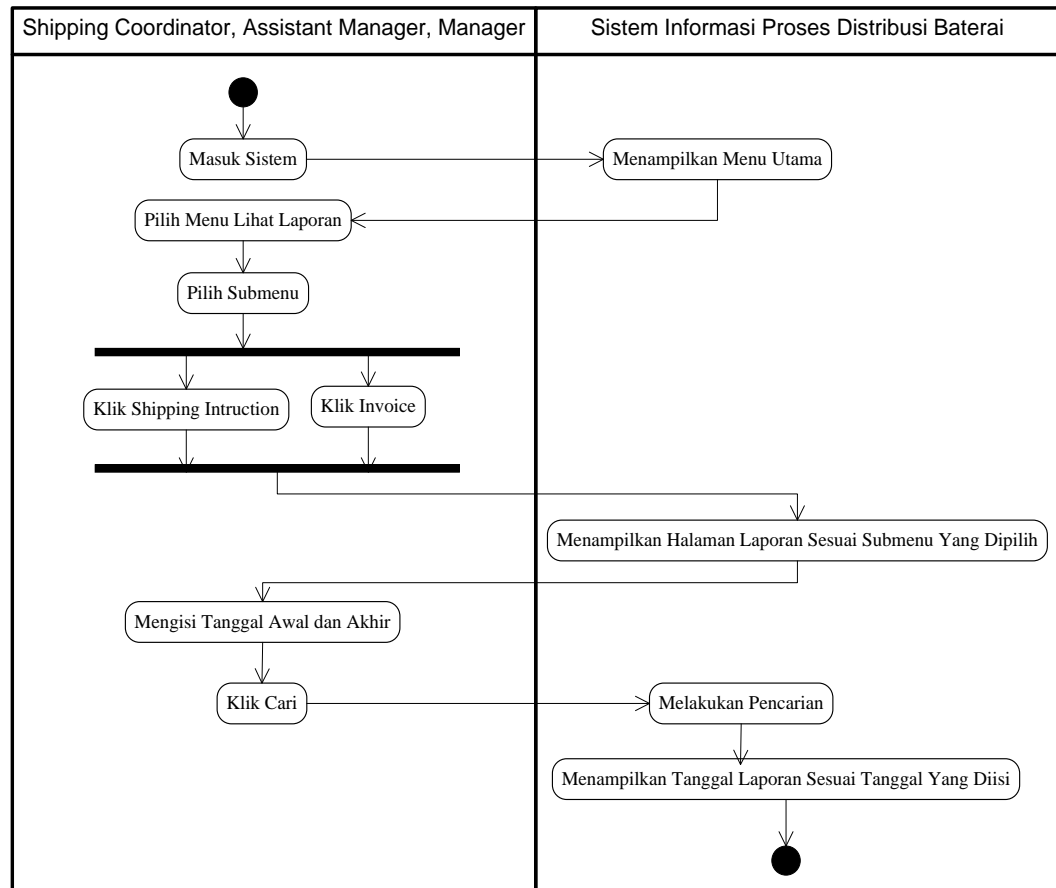 Shipping Coordinator, Assistant Manager, Manager
Sistem Informasi Proses Distribusi Baterai
Masuk Sistem
Menampilkan Menu Utama
Pilih Menu Lihat Laporan
Pilih Submenu
Klik Shipping Intruction
Klik Invoice
Menampilkan Halaman Laporan Sesuai Submenu Yang Dipilih
Mengisi Tanggal Awal dan Akhir
Klik Cari
Melakukan Pencarian
Menampilkan Tanggal Laporan Sesuai Tanggal Yang Diisi